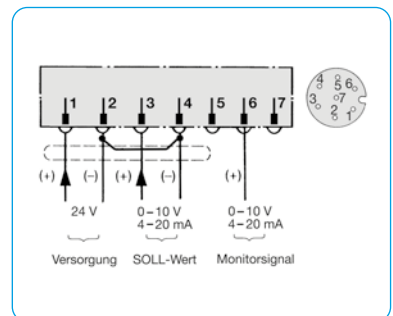 1 2 3 4 5 6 7
4 5 6 3 7 2 1
(+) (–) (+) (–) (+)
24 V 0–10 V 0–10 V
4–20 mA 4–20 mA
Versorgung SOLL-Wert Monitorsignal